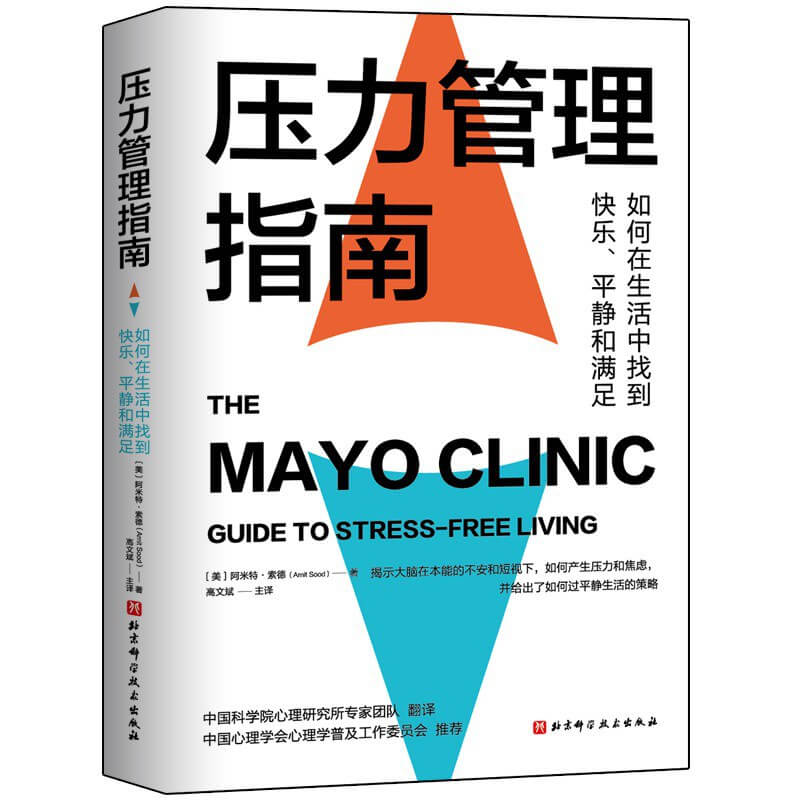 压力管理指南
如何在生活中找到
快乐、平静和满足
[美]阿米特·索德(Amit Sood)——著
高文斌——主译
北京科学技术出版社
压力管理
指南
如何在生活中找到
快乐、平静和满足
THE
MAYO CLINIC
GUIDE TO STRESS-FREE LIVING
[美]阿米特·索德(Amit Sood)——著
高文斌——主译
揭示大脑在本能的不安和短视下，如何产生压力和焦虑，
并给出了如何过平静生活的策略
中国科学院心理研究所专家团队 翻译
中国心理学会心理学普及工作委员会 推荐
北京科学技术出版社